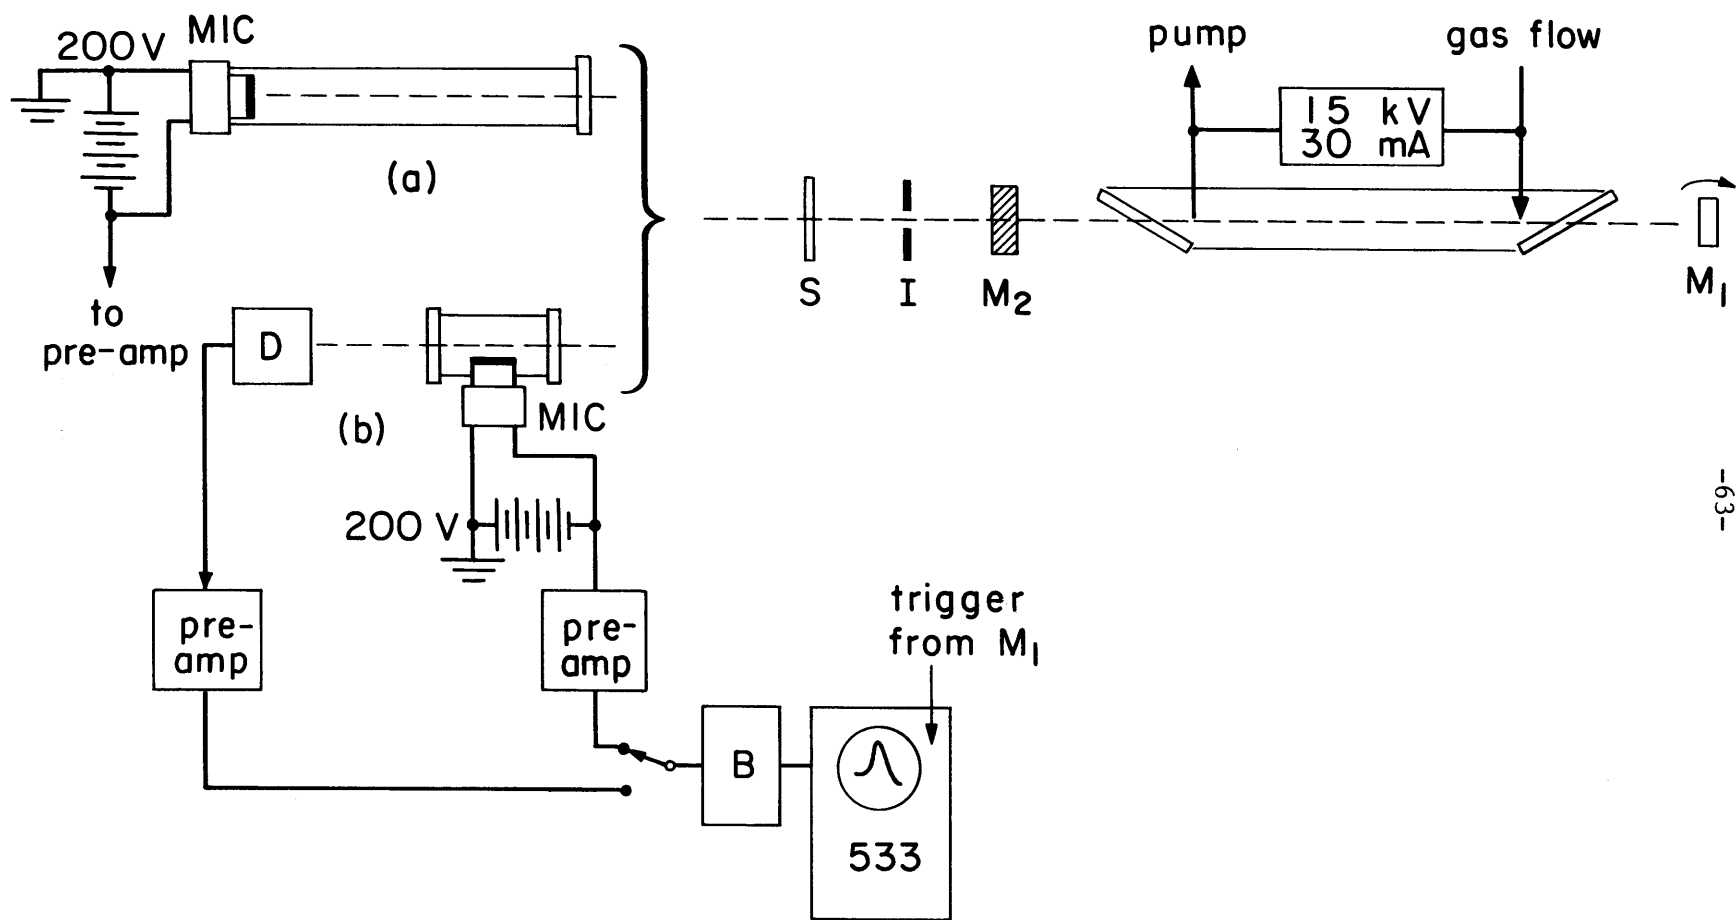 200V
MIC
pump
gas flow
15 kV
30 mA
(a)
S
I
M2
M1
to
pre-amp
D
MIC
(b)
200 V
-63-
pre-
amp
pre-
amp
trigger
from M1
B
533